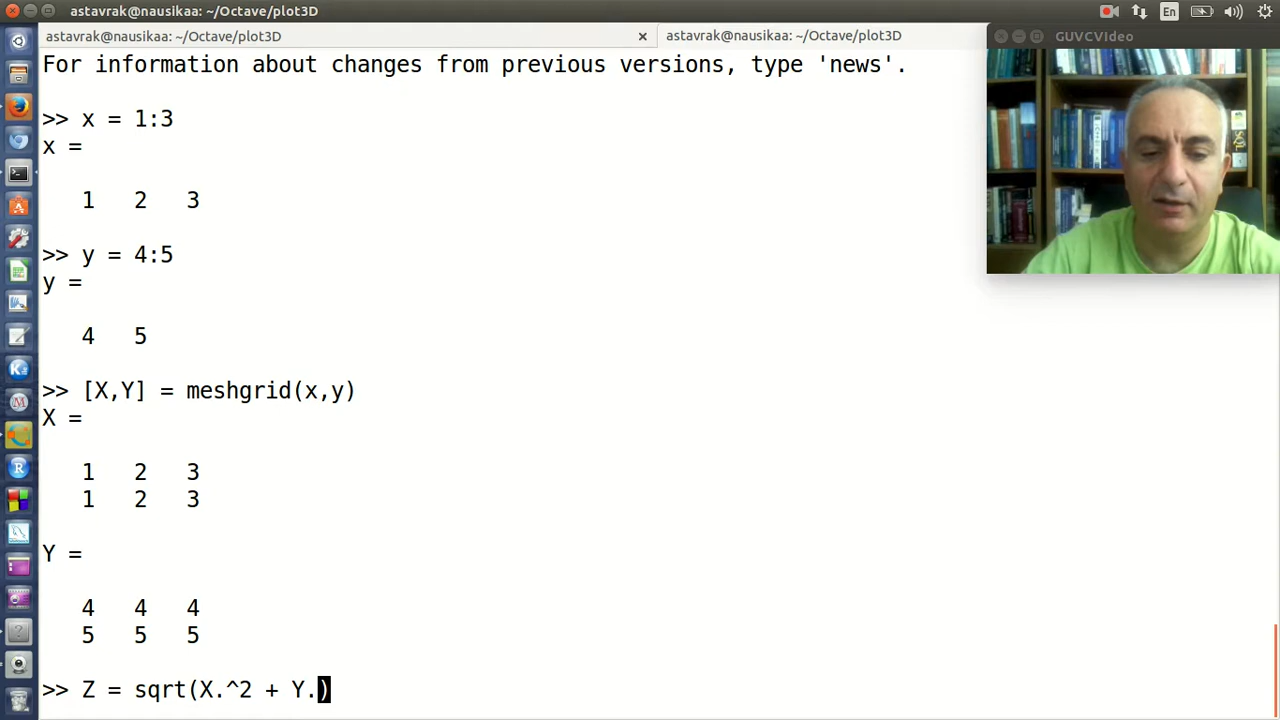 astavrak@nausikaa: ~/Octave/plot3D
En
astavrak@nausikaa: ~/Octave/plot3D
astavrak@nausikaa: ~/Octave/plot3D
GUVCVIdeo
For information about changes from previous versions, type 'news'.
>> x = 1:3
x =
1 2 3
>> y = 4:5
y =
4 5
>> [X,Y] = meshgrid(x,y)
X =
1 2 3
1 2 3
Y =
4 4 4
5 5 5
>> Z = sqrt(X.^2 + Y.)